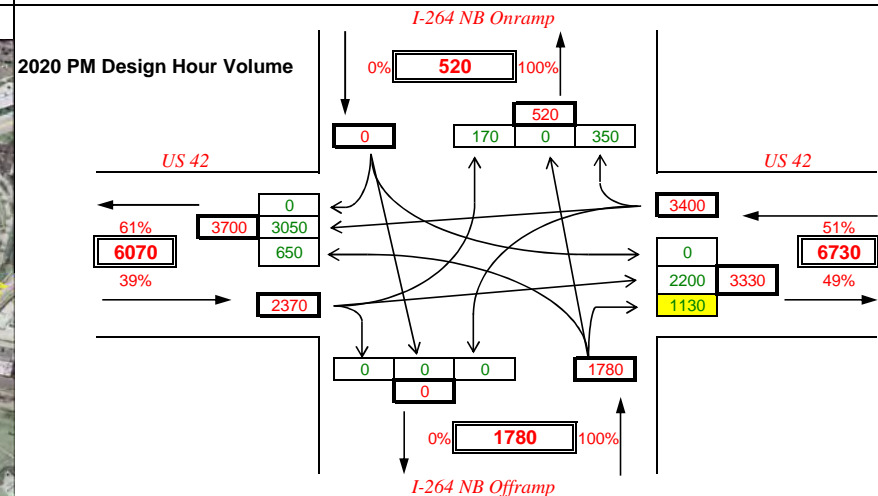 I-264 NB Onramp
2020 PM Design Hour Volume
0% 520 100%
520
0 170 0 350
US 42 US 42
0 3400
61% 3700 3050 51%
6070 650 0 6730
39% 2200 3330 49%
2370 1130
0 0 0 1780
0
0% 1780 100%
I-264 NB Offramp